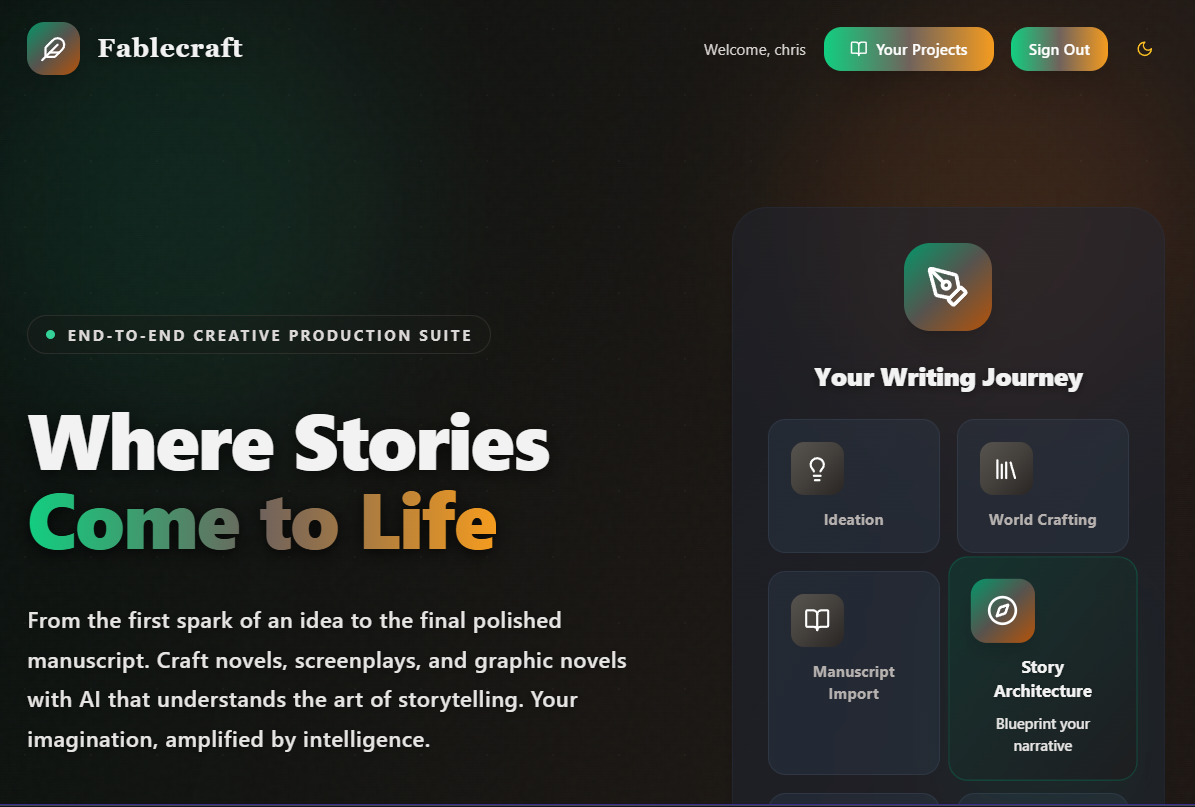 Fablecraft
Welcome, chris
Your Projects
Sign Out
END-TO-END CREATIVE PRODUCTION SUITE
Where Stories
Come to Life
From the first spark of an idea to the final polished
manuscript. Craft novels, screenplays, and graphic novels
with AI that understands the art of storytelling. Your
imagination, amplified by intelligence.
Your Writing Journey
Ideation
World Crafting
Manuscript
Import
Story
Architecture
Blueprint your
narrative